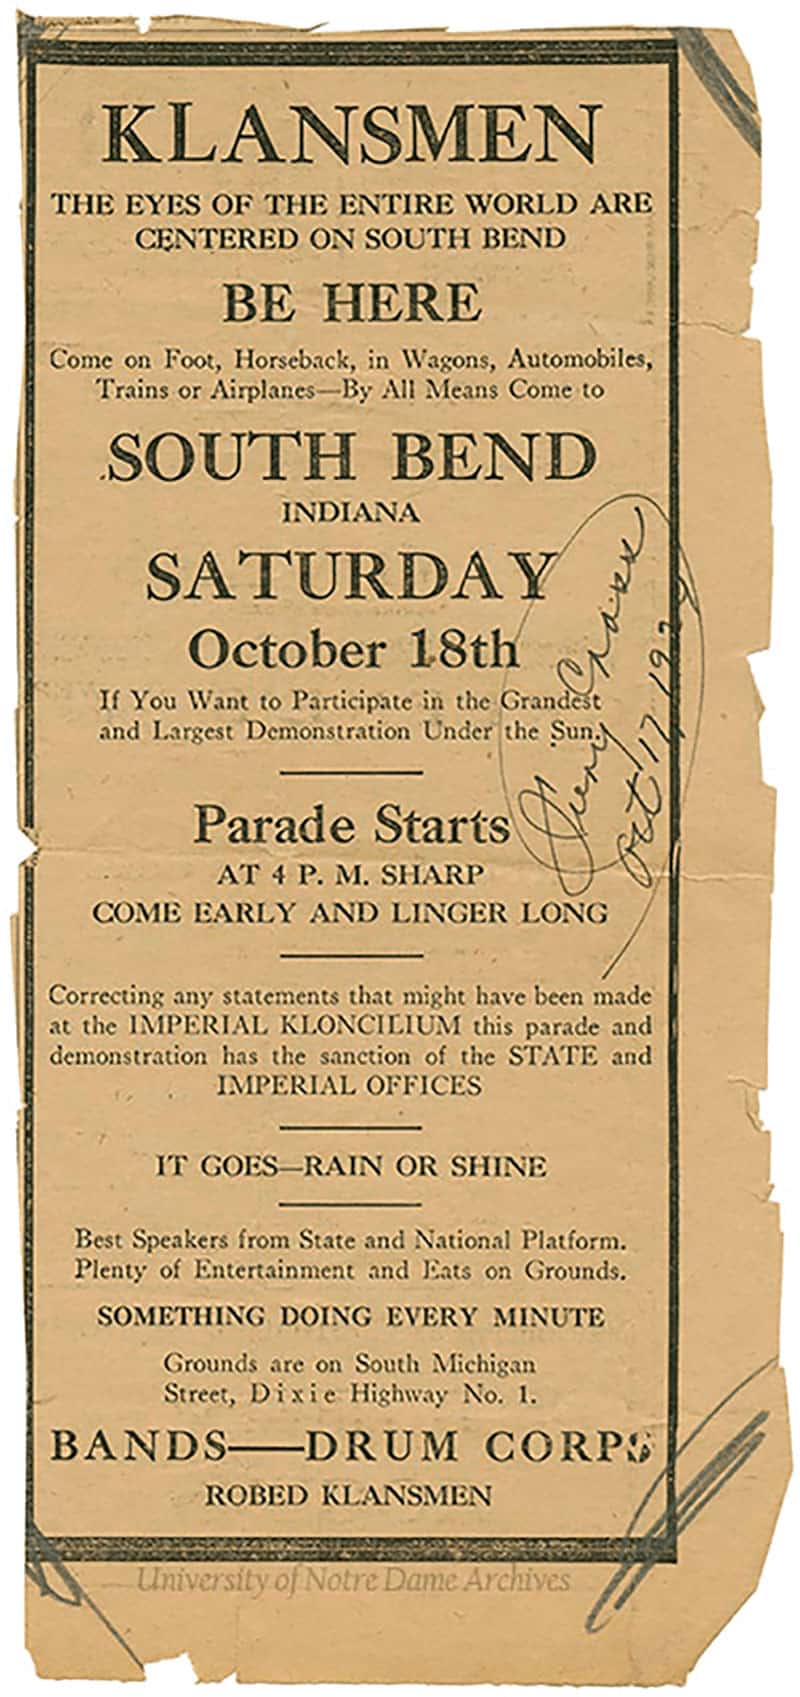 KLANSMEN
THE EYES OF THE ENTIRE WORLD ARE
CENTERED ON SOUTH BEND
BE HERE
Come on Foot, Horseback, in Wagons, Automobiles,
Trains or Airplanes—By All Means Come to
SOUTH BEND
INDIANA
SATURDAY
October 18th
If You Want to Participate in the Grandest
and Largest Demonstration Under the Sun.
Parade Starts
AT 4 P. M. SHARP
COME EARLY AND LINGER LONG
Correcting any statements that might have been made
at the IMPERIAL KLONCILIUM this parade and
demonstration has the sanction of the STATE and
IMPERIAL OFFICES
IT GOES—RAIN OR SHINE
Best Speakers from State and National Platform.
Plenty of Entertainment and Eats on Grounds.
SOMETHING DOING EVERY MINUTE
Grounds are on South Michigan
Street, Dixie Highway No. 1.
BANDS—DRUM CORPS
ROBED KLANSMEN
Fiery Cross
Oct 17, 1924
University of Notre Dame Archives